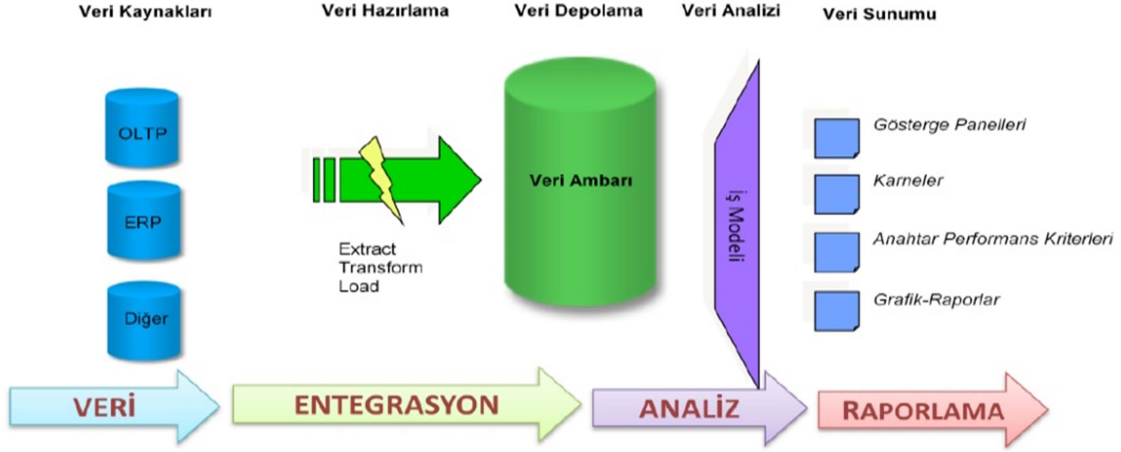 Veri Kaynakları
Veri Hazırlama
Veri Depolama
Veri Analizi
Veri Sunumu
OLTP
ERP
Diğer
Extract
Transform
Load
Veri Ambarı
İş Modeli
Gösterge Panelleri
Karneler
Anahtar Performans Kriterleri
Grafik-Raporlar
VERİ
ENTEGRASYON
ANALİZ
RAPORLAMA